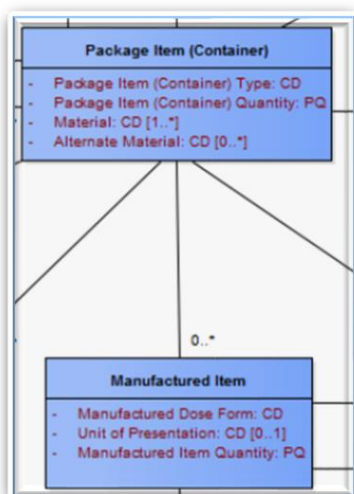 Package Item (Container)
- Package Item (Container) Type: CD
- Package Item (Container) Quantity: PQ
- Material: CD [1..*]
- Alternate Material: CD [0..*]
0..*
Manufactured Item
- Manufactured Dose Form: CD
- Unit of Presentation: CD [0..1]
- Manufactured Item Quantity: PQ